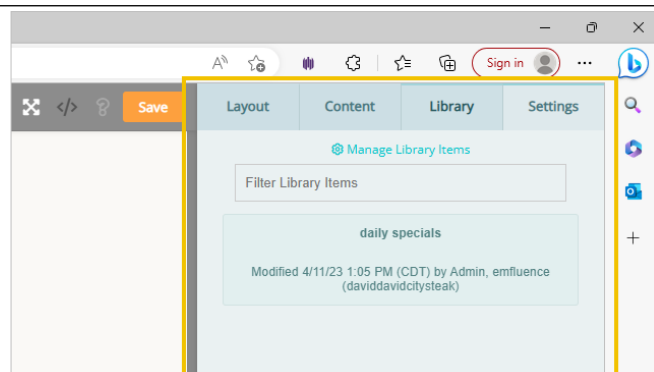 Sign in
Save
Layout Content Library Settings
Manage Library Items
Filter Library Items
daily specials
Modified 4/11/23 1:05 PM (CDT) by Admin, emfluence
(daviddavidcitysteak)